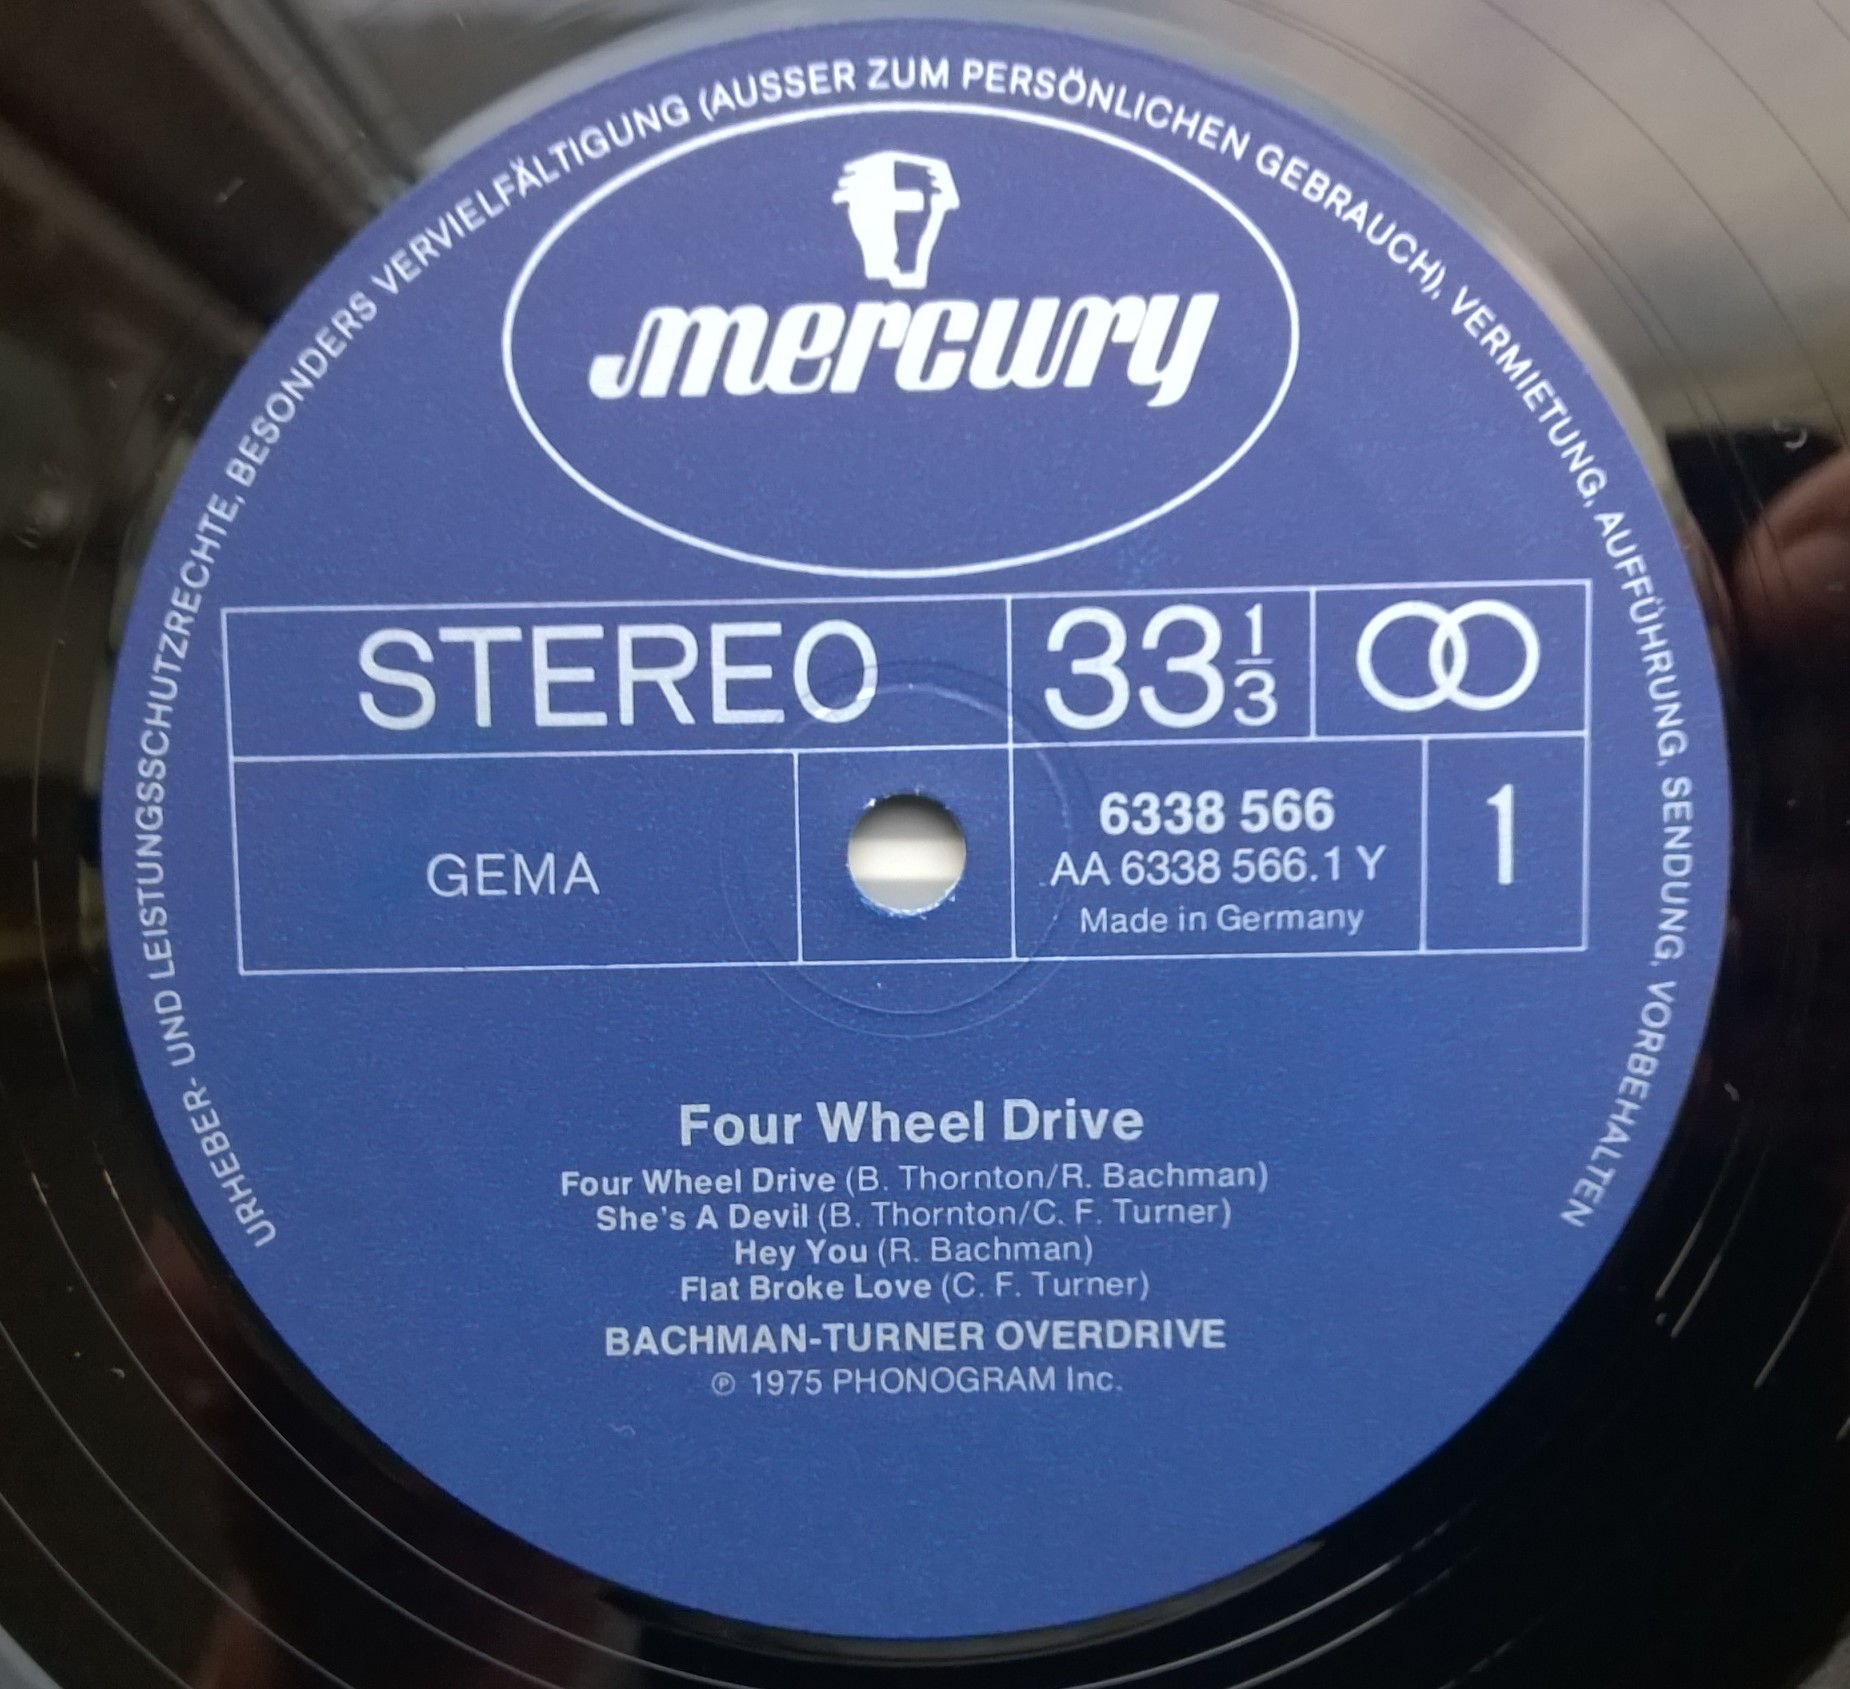 URHEBER- UND LEISTUNGSSCHUTZRECHTE, BESONDERS VERVIELFÄLTIGUNG (AUSSER ZUM PERSÖNLICHEN GEBRAUCH), VERMIETUNG, AUFFÜHRUNG, SENDUNG, VORBEHALTEN
mercury
STEREO
33 1/3
GEMA
6338 566
AA 6338 566.1 Y
Made in Germany
1
Four Wheel Drive
Four Wheel Drive (B. Thornton/R. Bachman)
She's A Devil (B. Thornton/C. F. Turner)
Hey You (R. Bachman)
Flat Broke Love (C. F. Turner)
BACHMAN-TURNER OVERDRIVE
℗ 1975 PHONOGRAM Inc.